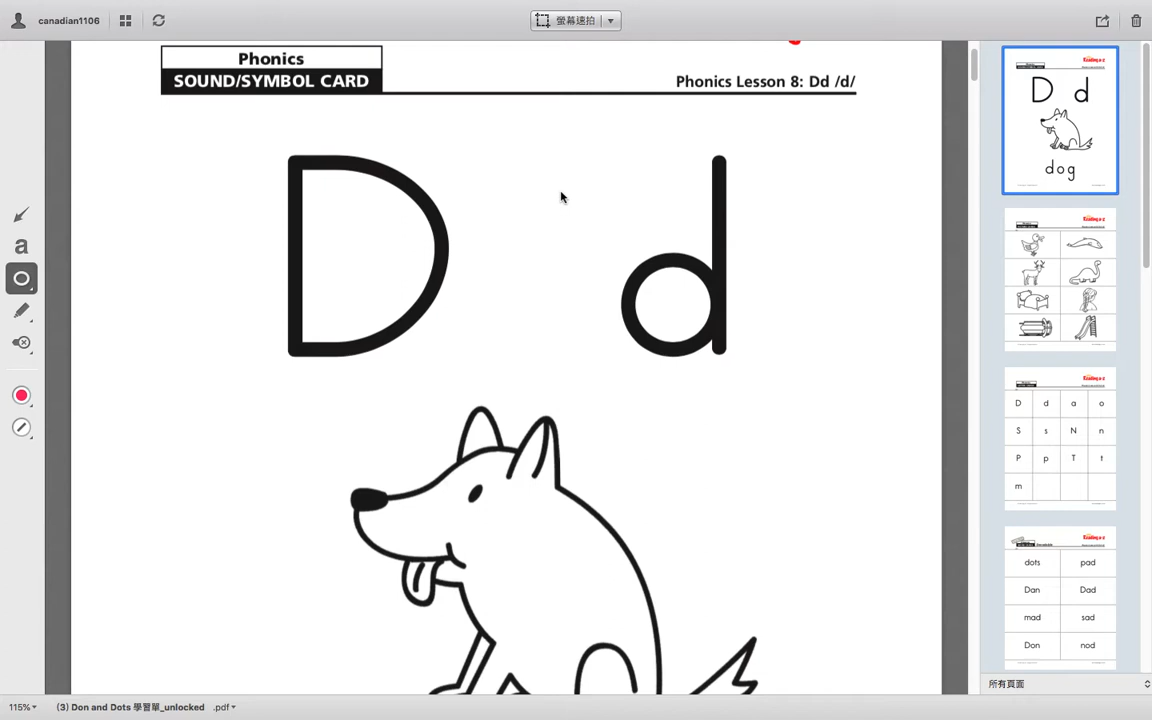 canadian1106
螢幕速拍
Phonics
SOUND/SYMBOL CARD
Phonics Lesson 8: Dd /d/
D d
a
D d
dog
D d a o
S s N n
P p T t
m
dots pad
Dan Dad
mad sad
Don nod
所有頁面
115%
(3) Don and Dots 學習單_unlocked .pdf